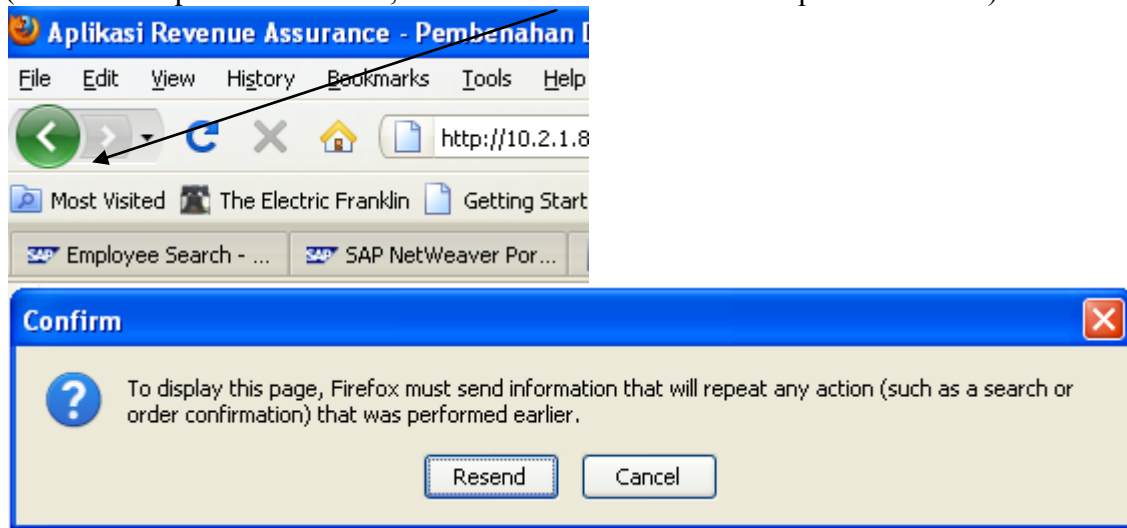 Aplikasi Revenue Assurance - Pembenahan
File Edit View History Bookmarks Tools Help
http://10.2.1.8
Most Visited The Electric Franklin Getting Start
SAP Employee Search - ... SAP SAP NetWeaver Por...
Confirm
To display this page, Firefox must send information that will repeat any action (such as a search or
order confirmation) that was performed earlier.
Resend Cancel